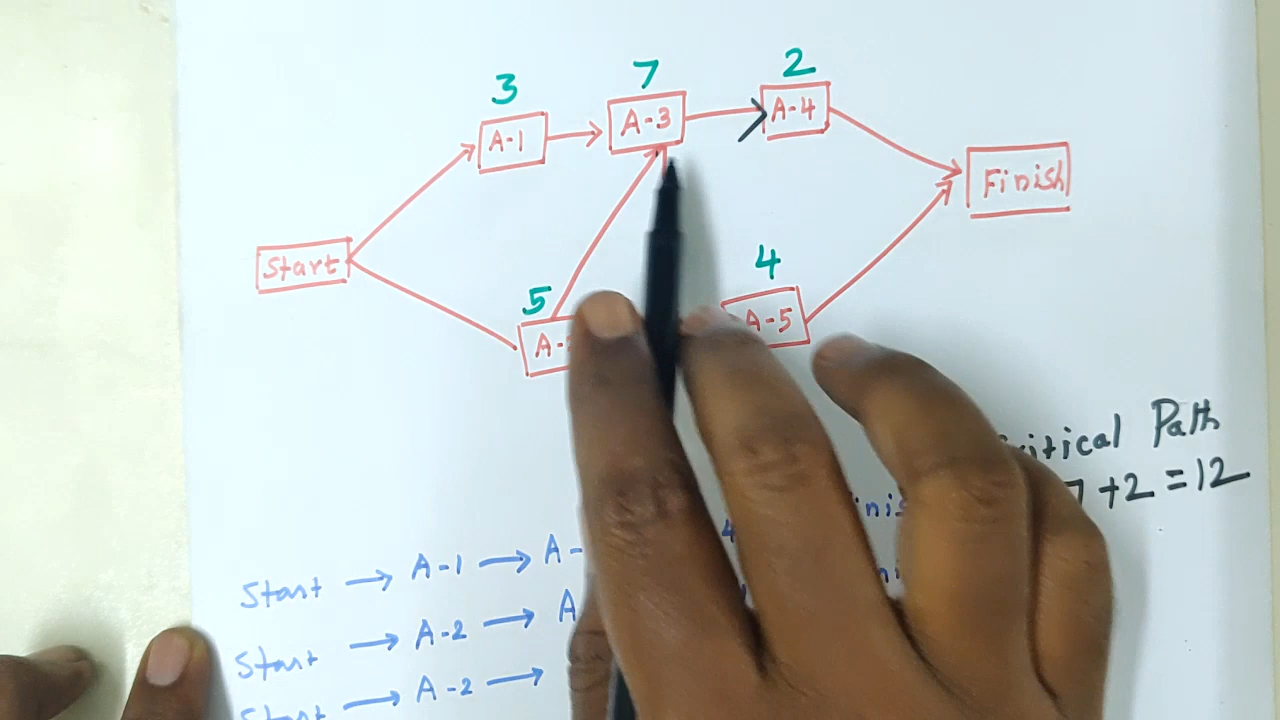 3 7 2
A-1 A-3 A-4
Finish
Start
5 4
A- A-5
Critical Path
7+2=12
Start → A-1 → A-
Start → A-2 → A
Start → A-2 →